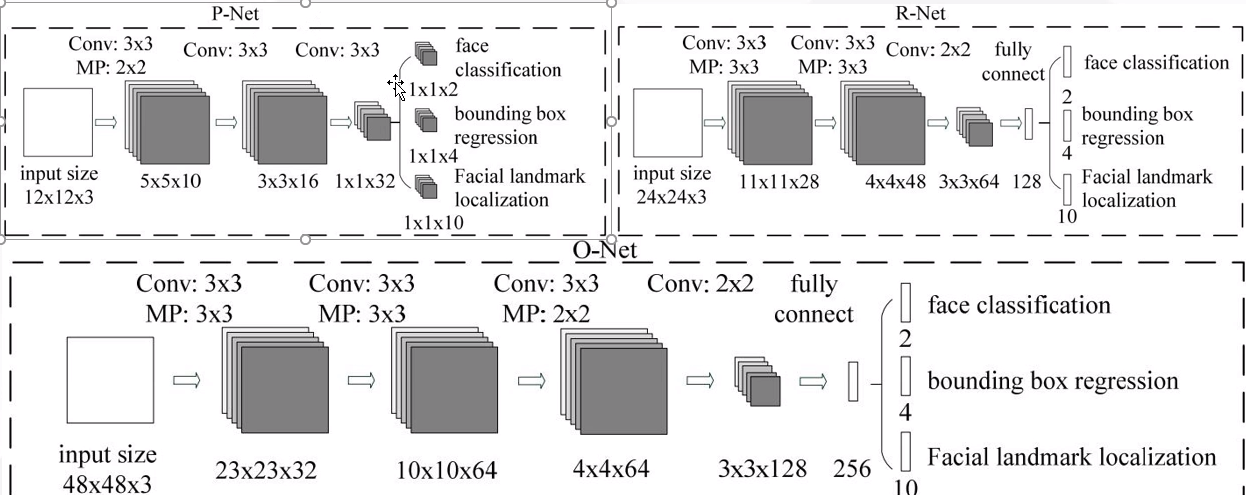 P-Net
Conv: 3x3
MP: 2x2
Conv: 3x3
Conv: 3x3
face
classification
1x1x2
bounding box
regression
1x1x4
Facial landmark
localization
1x1x10
input size
12x12x3
5x5x10
3x3x16
1x1x32
R-Net
Conv: 3x3
MP: 3x3
Conv: 3x3
MP: 3x3
Conv: 2x2
fully
connect
face classification
2
bounding box
regression
4
Facial landmark
localization
10
input size
24x24x3
11x11x28
4x4x48
3x3x64
128
O-Net
Conv: 3x3
MP: 3x3
Conv: 3x3
MP: 3x3
Conv: 3x3
MP: 2x2
Conv: 2x2
fully
connect
face classification
2
bounding box regression
4
Facial landmark localization
10
input size
48x48x3
23x23x32
10x10x64
4x4x64
3x3x128
256